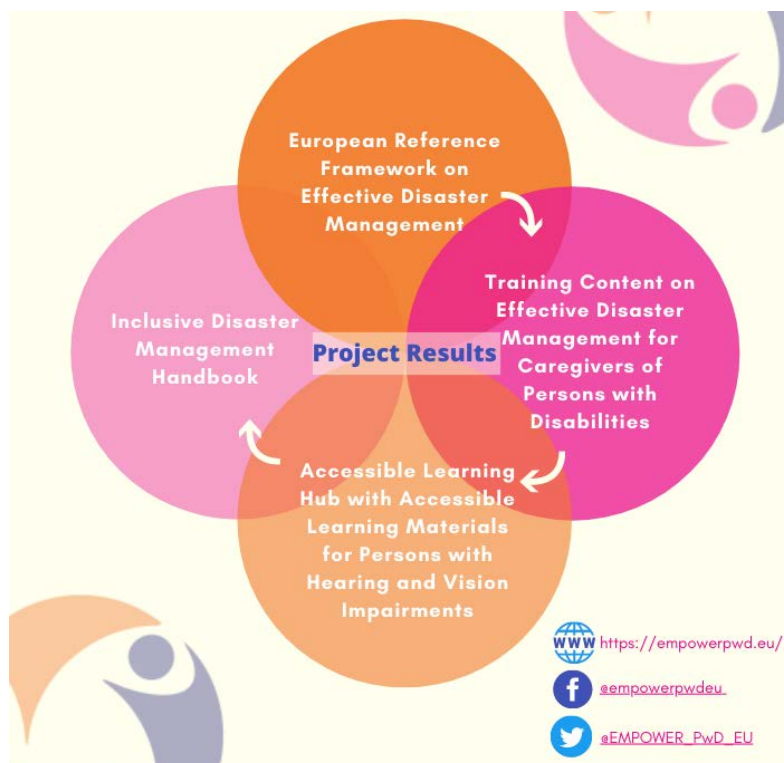 European Reference
Framework on
Effective Disaster
Management
Training Content on
Effective Disaster
Management for
Caregivers of
Persons with
Disabilities
Inclusive Disaster
Management
Handbook
Project Results
Accessible Learning
Hub with Accessible
Learning Materials
for Persons with
Hearing and Vision
Impairments
WWW https://empowerpwd.eu/
f @empowerpwdeu
@EMPOWER_PwD_EU